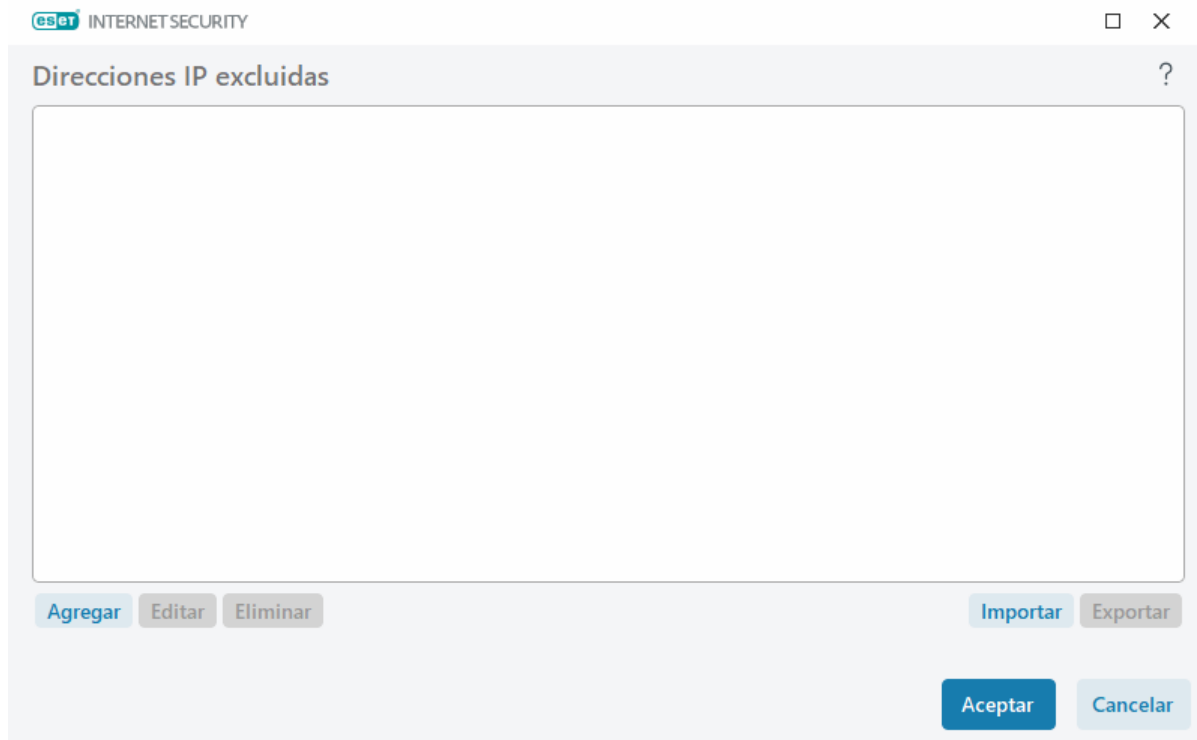 eset INTERNET SECURITY
Direcciones IP excluidas
?
Agregar Editar Eliminar Importar Exportar
Aceptar Cancelar